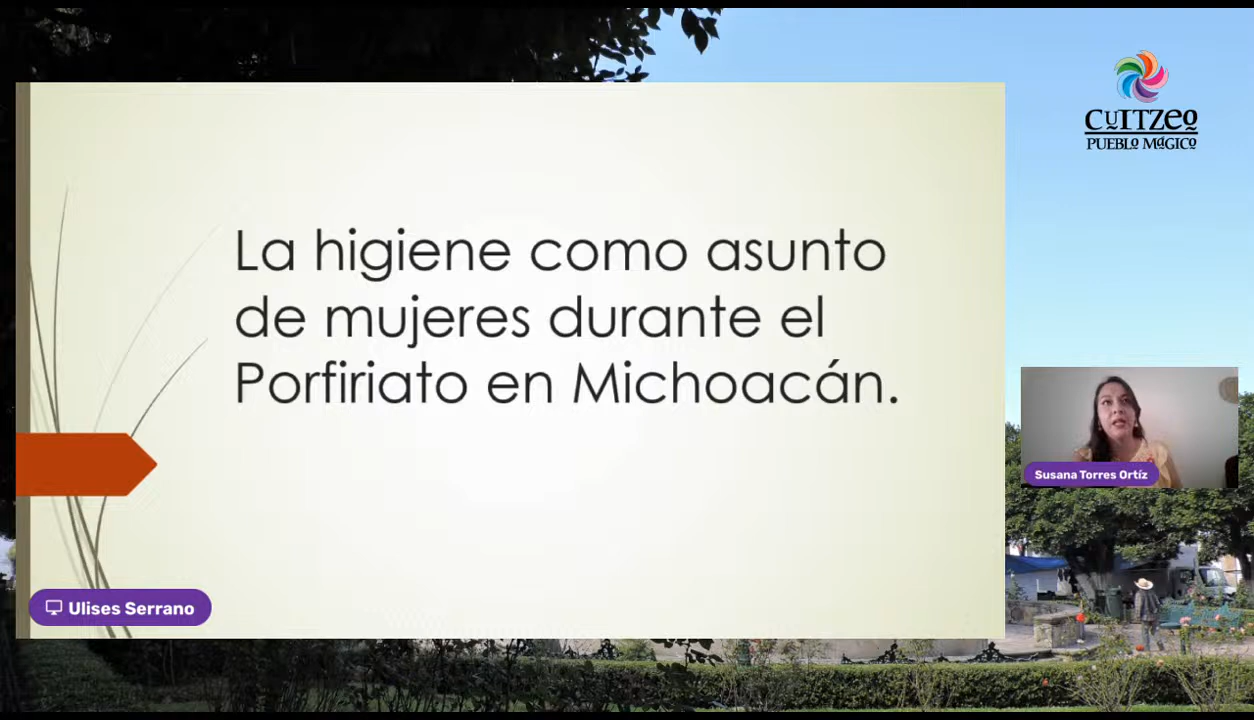 CUITZEO
PUEBLO MÁGICO
La higiene como asunto
de mujeres durante el
Porfiriato en Michoacán.
Susana Torres Ortíz
Ulises Serrano